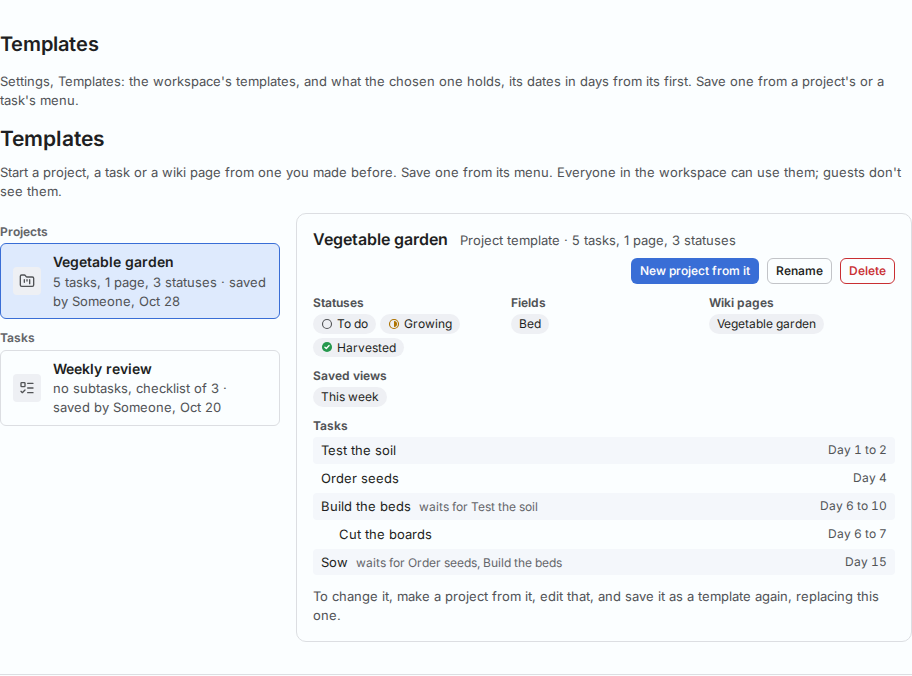 Templates
Settings, Templates: the workspace's templates, and what the chosen one holds, its dates in days from its first. Save one from a project's or a
task's menu.
Templates
Start a project, a task or a wiki page from one you made before. Save one from its menu. Everyone in the workspace can use them; guests don't
see them.
Projects
Vegetable garden
5 tasks, 1 page, 3 statuses · saved
by Someone, Oct 28
Tasks
Weekly review
no subtasks, checklist of 3 ·
saved by Someone, Oct 20
Vegetable garden Project template · 5 tasks, 1 page, 3 statuses
New project from it Rename Delete
Statuses Fields Wiki pages
To do Growing Bed Vegetable garden
Harvested
Saved views
This week
Tasks
Test the soil Day 1 to 2
Order seeds Day 4
Build the beds waits for Test the soil Day 6 to 10
Cut the boards Day 6 to 7
Sow waits for Order seeds, Build the beds Day 15
To change it, make a project from it, edit that, and save it as a template again, replacing this
one.